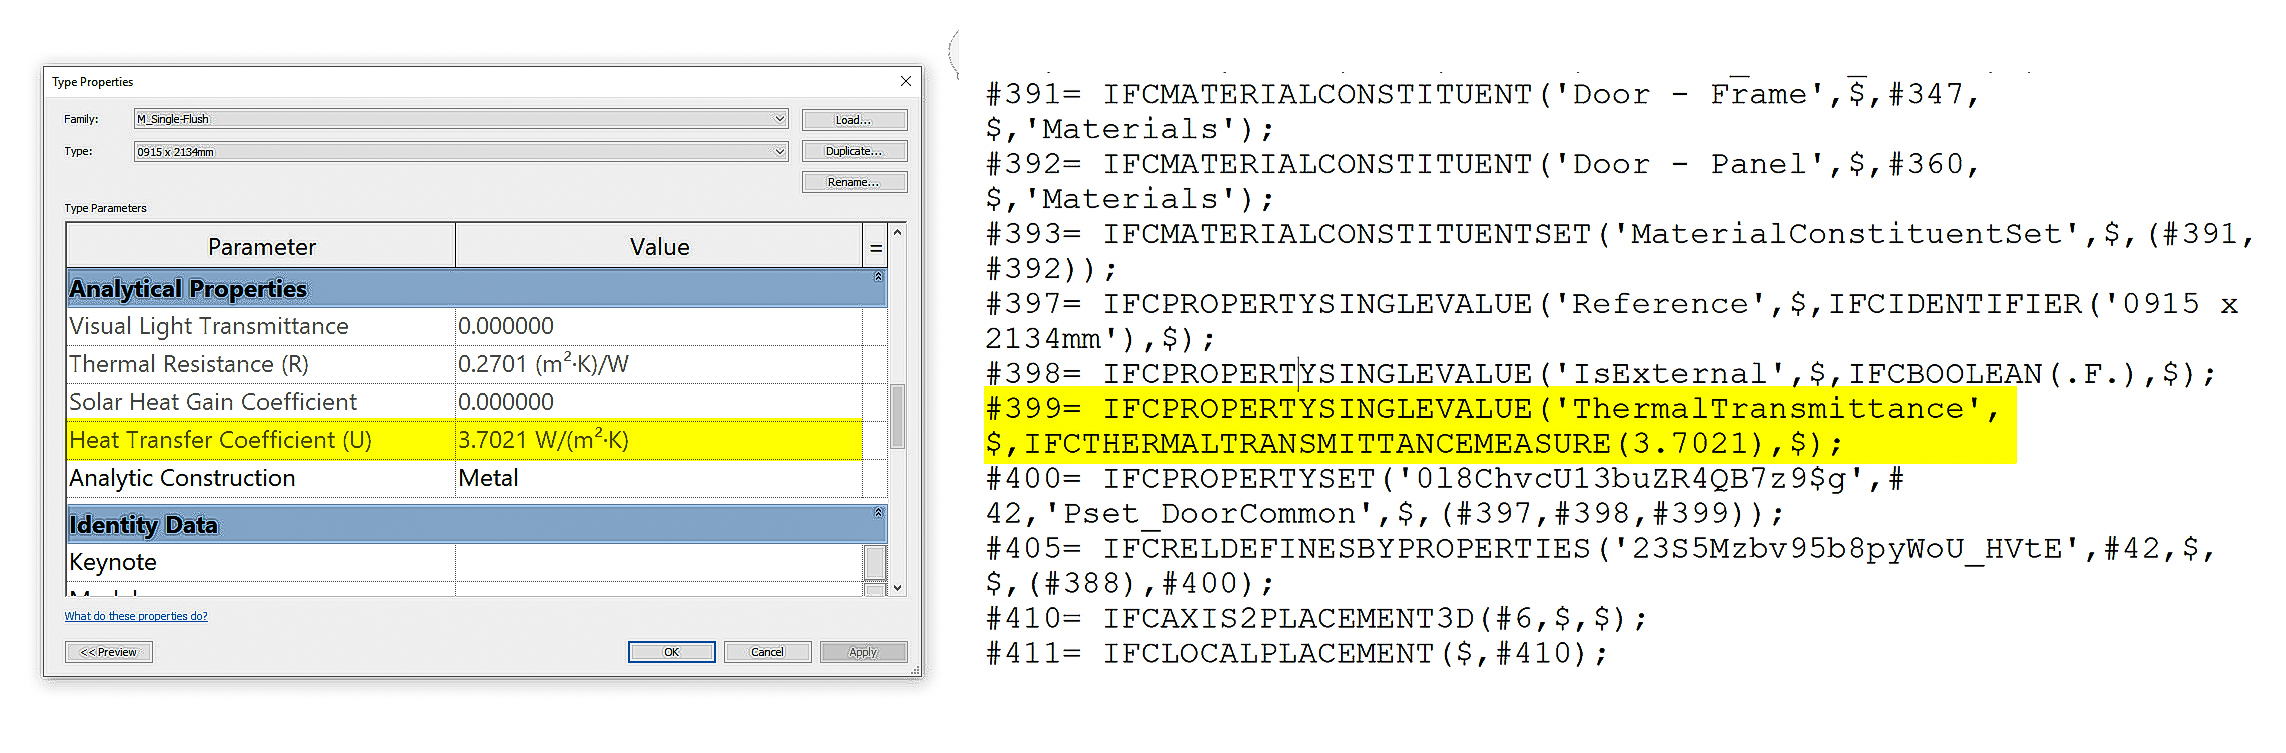 Type Properties
Family:
M_Single-Flush
Load...
Type:
0915 x 2134mm
Duplicate...
Rename...
Type Parameters
Parameter Value =
Analytical Properties
Visual Light Transmittance 0.000000
Thermal Resistance (R) 0.2701 (m²·K)/W
Solar Heat Gain Coefficient 0.000000
Heat Transfer Coefficient (U) 3.7021 W/(m²·K)
Analytic Construction Metal
Identity Data
Keynote
What do these properties do?
<< Preview OK Cancel Apply
#391= IFCMATERIALCONSTITUENT('Door - Frame',$,#347,
$,'Materials');
#392= IFCMATERIALCONSTITUENT('Door - Panel',$,#360,
$,'Materials');
#393= IFCMATERIALCONSTITUENTSET('MaterialConstituentSet',$,(#391,
#392));
#397= IFCPROPERTYSINGLEVALUE('Reference',$,IFCIDENTIFIER('0915 x
2134mm'),$);
#398= IFCPROPERTYSINGLEVALUE('IsExternal',$,IFCBOOLEAN(.F.),$);
#399= IFCPROPERTYSINGLEVALUE('ThermalTransmittance',
$,IFCTHERMALTRANSMITTANCEMEASURE(3.7021),$);
#400= IFCPROPERTYSET('0l8ChvcU13buZR4QB7z9$g',#
42,'Pset_DoorCommon',$,(#397,#398,#399));
#405= IFCRELDEFINESBYPROPERTIES('23S5Mzbv95b8pyWoU_HVtE',#42,$,
$,(#388),#400);
#410= IFCAXIS2PLACEMENT3D(#6,$,$);
#411= IFCLOCALPLACEMENT($,#410);